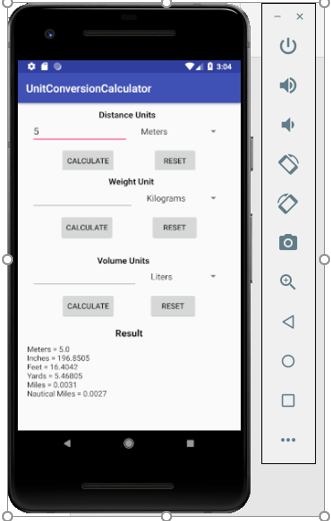 3:04
UnitConversionCalculator
Distance Units
5 Meters
CALCULATE RESET
Weight Unit
Kilograms
CALCULATE RESET
Volume Units
Liters
CALCULATE RESET
Result
Meters = 5.0
Inches = 196.8505
Feet = 16.4042
Yards = 5.46805
Miles = 0.0031
Nautical Miles = 0.0027